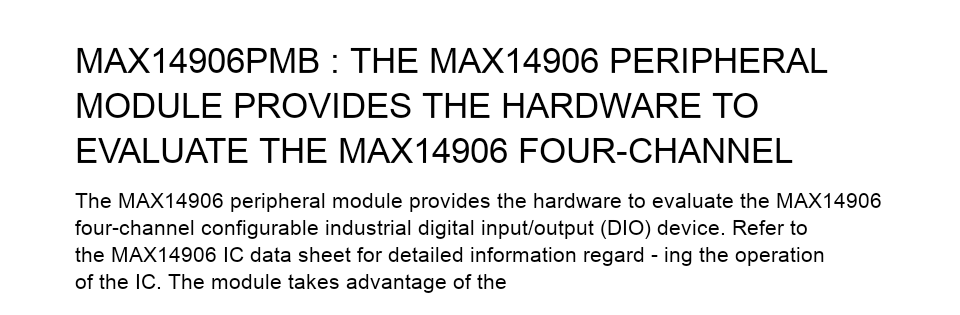 MAX14906PMB : THE MAX14906 PERIPHERAL
MODULE PROVIDES THE HARDWARE TO
EVALUATE THE MAX14906 FOUR-CHANNEL
The MAX14906 peripheral module provides the hardware to evaluate the MAX14906
four-channel configurable industrial digital input/output (DIO) device. Refer to
the MAX14906 IC data sheet for detailed information regard - ing the operation
of the IC. The module takes advantage of the